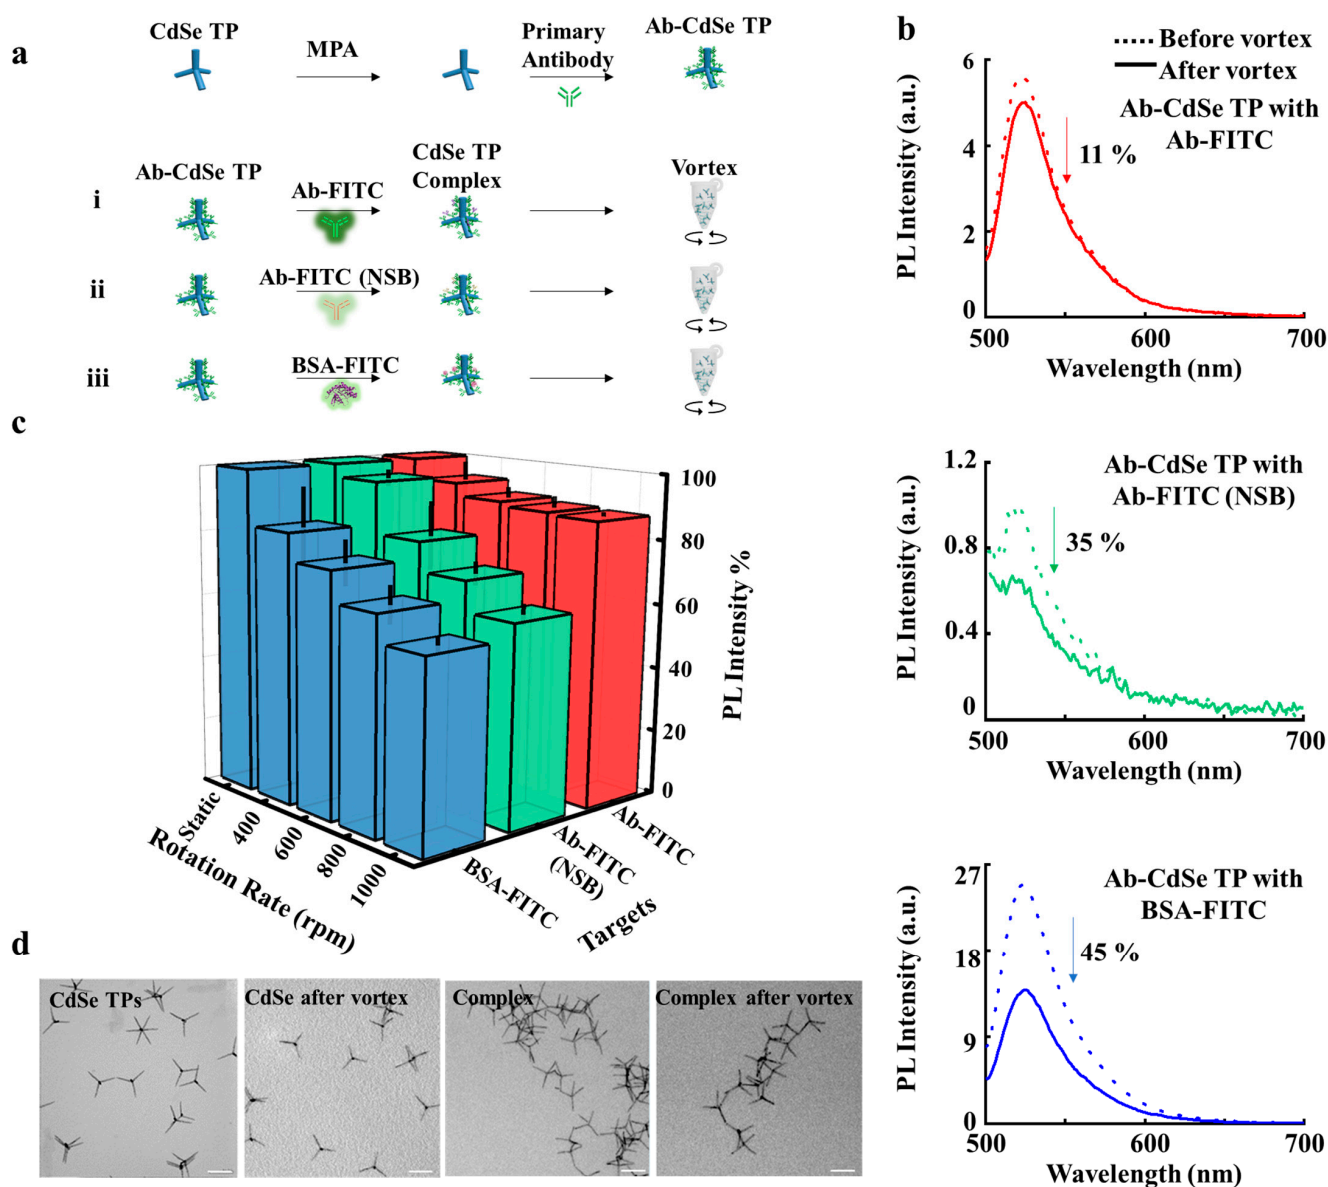 a
CdSe TP
MPA
Primary
Antibody
Ab-CdSe TP
i
Ab-CdSe TP
Ab-FITC
CdSe TP
Complex
Vortex
ii
Ab-FITC (NSB)
iii
BSA-FITC
b
Before vortex
After vortex
Ab-CdSe TP with
Ab-FITC
11 %
PL Intensity (a.u.)
6
4
2
0
500
600
700
Wavelength (nm)
Ab-CdSe TP with
Ab-FITC (NSB)
35 %
PL Intensity (a.u.)
1.2
0.8
0.4
0
500
600
700
Wavelength (nm)
Ab-CdSe TP with
BSA-FITC
45 %
PL Intensity (a.u.)
27
18
9
0
500
600
700
Wavelength (nm)
c
100
80
60
40
20
0
PL Intensity %
Static
400
600
800
1000
Rotation Rate (rpm)
BSA-FITC
Ab-FITC
(NSB)
Ab-FITC
Targets
d
CdSe TPs
CdSe after vortex
Complex
Complex after vortex